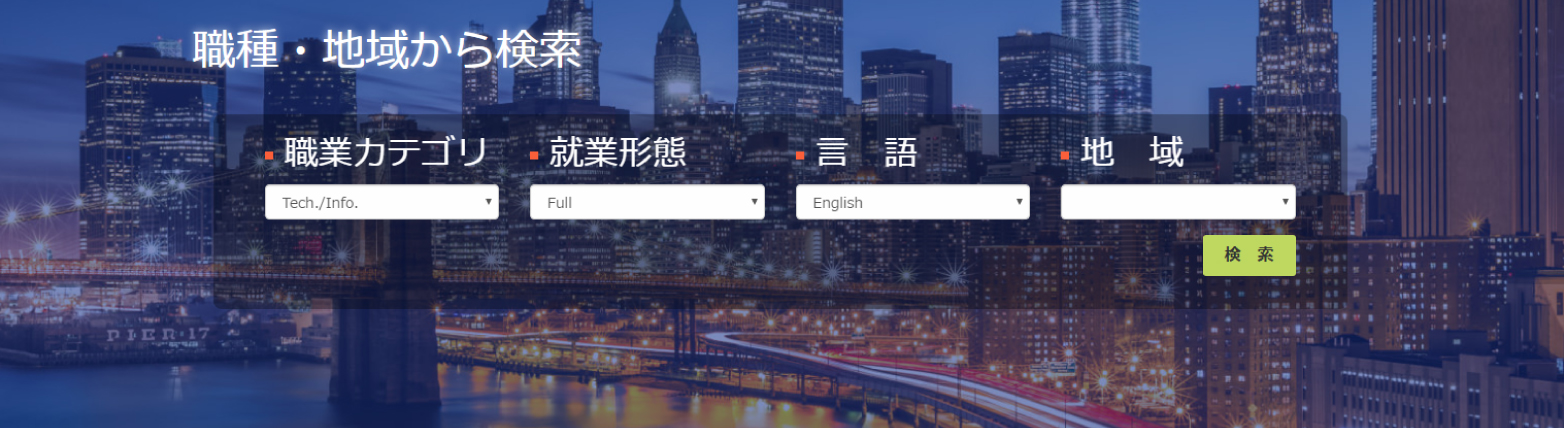 職種・地域から検索
職業カテゴリ 就業形態 言　語 地　域
Tech./Info. Full English
検　索
PIER 17